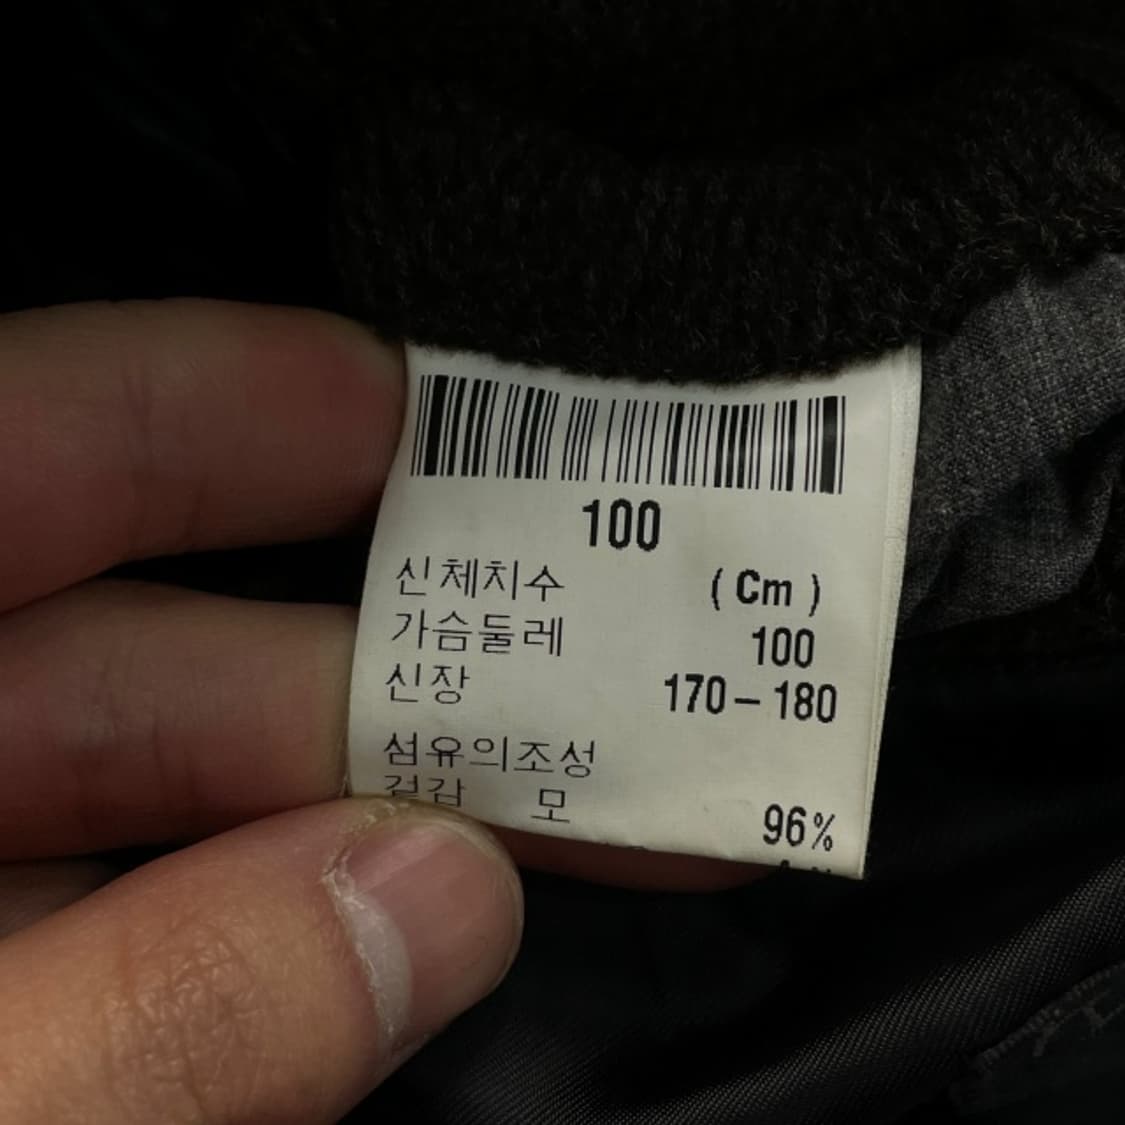 100
신체치수 ( Cm )
가슴둘레 100
신장 170 – 180
섬유의조성
겉감 모 96%